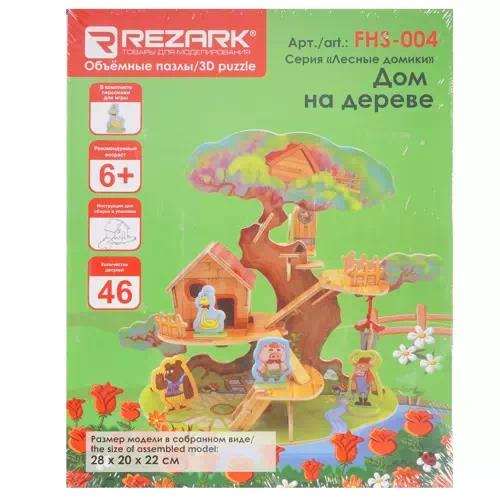 REZARK®
ТОВАРЫ ДЛЯ МОДЕЛИРОВАНИЯ
Объёмные пазлы/3D puzzle
Арт./art.: FHS-004
Серия «Лесные домики»
Дом
на дереве
В комплекте
персонажи
для игры
Рекомендуемый
возраст
6+
Инструкция для
сборки в упаковке
Количество
деталей
46
Размер модели в собранном виде/
the size of assembled model:
28 x 20 x 22 см